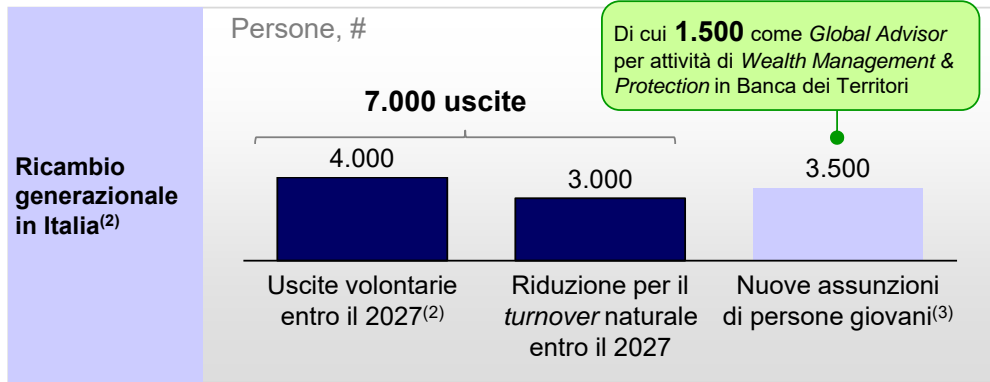 Persone, #
Di cui 1.500 come Global Advisor
per attività di Wealth Management &
Protection in Banca dei Territori
7.000 uscite
Ricambio
generazionale
in Italia(2)
4.000
3.000
3.500
Uscite volontarie
entro il 2027(2)
Riduzione per il
turnover naturale
entro il 2027
Nuove assunzioni
di persone giovani(3)